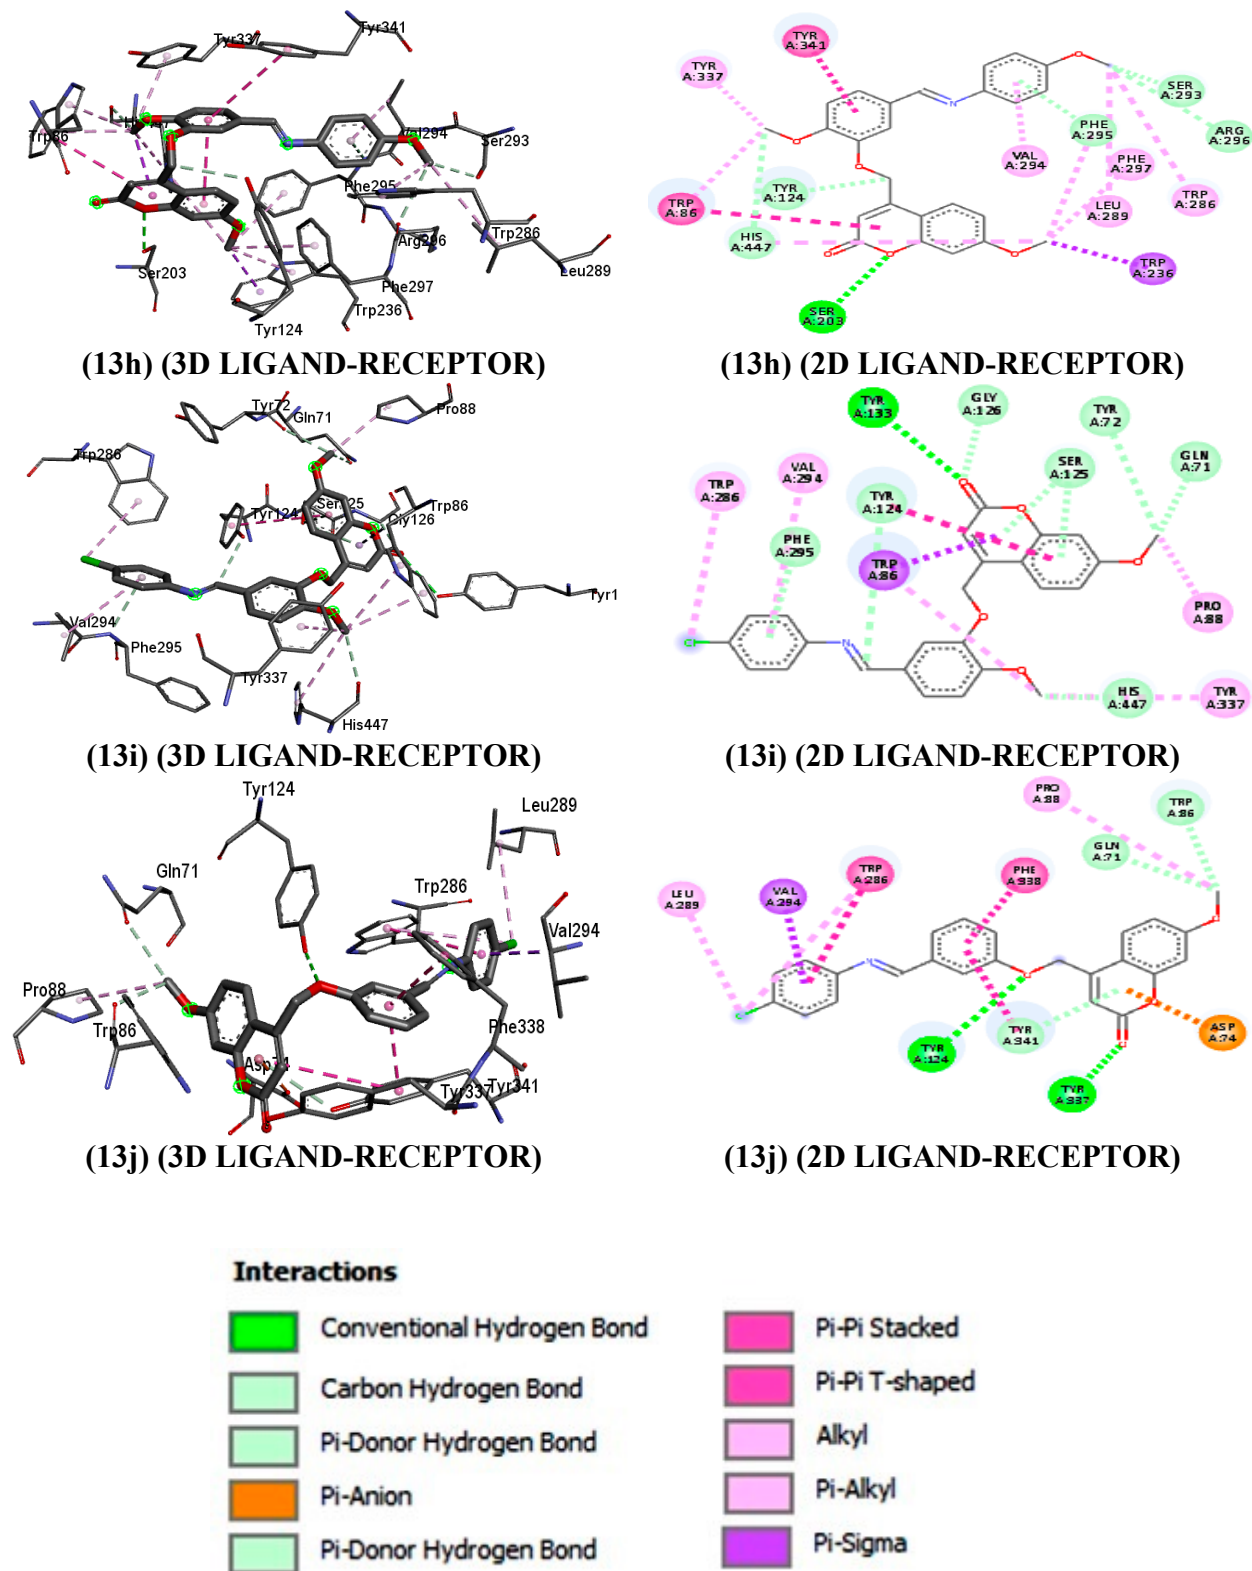 Tyr337
Tyr341
Trp86
Val294
Ser293
Phe295
Arg296
Trp286
Leu289
Ser203
Phe297
Trp236
Tyr124
TYR
A:341
TYR
A:337
SER
A:293
PHE
A:295
ARG
A:296
VAL
A:294
PHE
A:297
TYR
A:124
TRP
A:86
LEU
A:289
TRP
A:286
HIS
A:447
TRP
A:236
SER
A:203
(13h) (3D LIGAND-RECEPTOR)
(13h) (2D LIGAND-RECEPTOR)
Tyr72
Gln71
Pro88
Trp286
Tyr124
Trp86
Gly126
Tyr1
Val294
Phe295
Tyr337
His447
TYR
A:133
GLY
A:126
TYR
A:72
GLN
A:71
SER
A:125
TRP
A:286
VAL
A:294
TYR
A:124
PHE
A:295
TRP
A:86
PRO
A:88
HIS
A:447
TYR
A:337
(13i) (3D LIGAND-RECEPTOR)
(13i) (2D LIGAND-RECEPTOR)
Tyr124
Leu289
Gln71
Trp286
Val294
Pro88
Trp86
Phe338
Asp74
Tyr337
Tyr341
PRO
A:88
TRP
A:86
GLN
A:71
LEU
A:289
VAL
A:294
TRP
A:286
PHE
A:338
TYR
A:124
TYR
A:341
ASP
A:74
TYR
A:337
(13j) (3D LIGAND-RECEPTOR)
(13j) (2D LIGAND-RECEPTOR)
Interactions
Conventional Hydrogen Bond
Carbon Hydrogen Bond
Pi-Donor Hydrogen Bond
Pi-Anion
Pi-Donor Hydrogen Bond
Pi-Pi Stacked
Pi-Pi T-shaped
Alkyl
Pi-Alkyl
Pi-Sigma